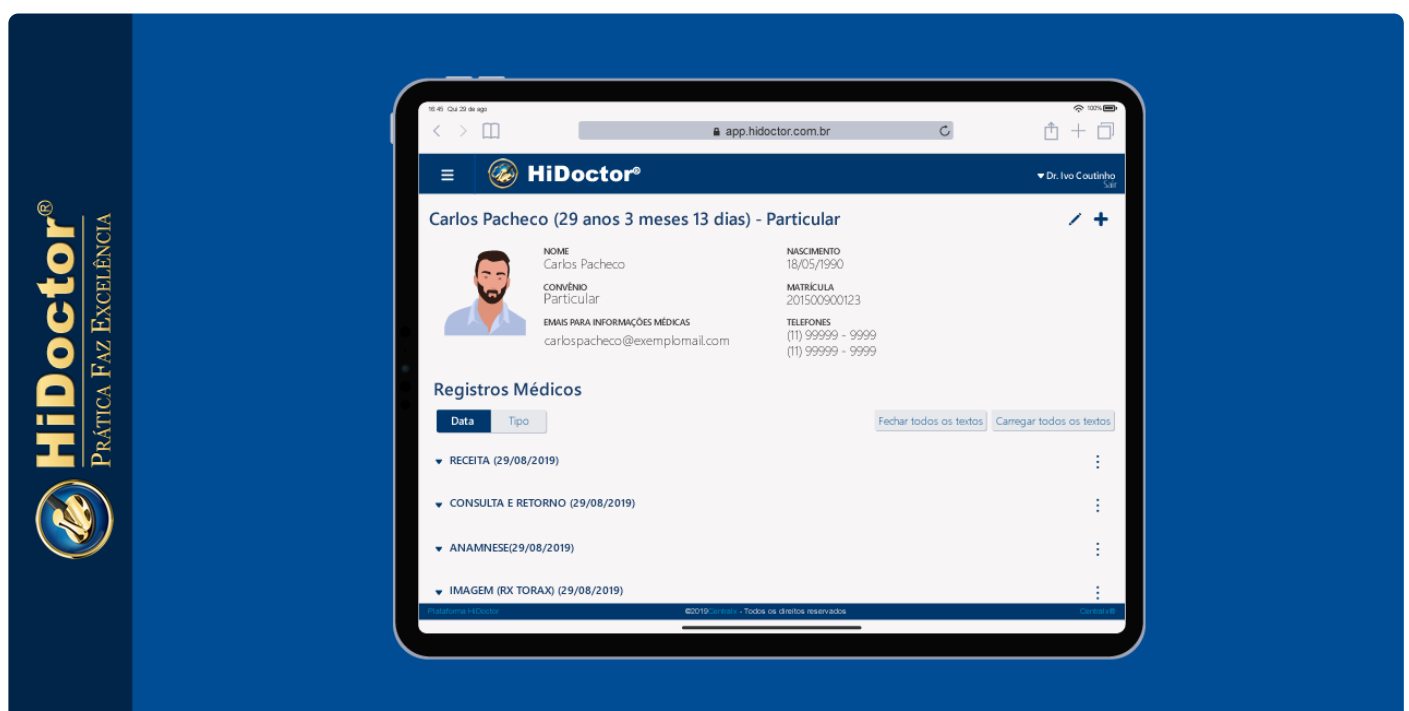 HiDoctor®
PRÁTICA FAZ EXCELÊNCIA
16:45 Qui 29 de ago
100%
app.hidoctor.com.br
HiDoctor®
Dr. Ivo Coutinho
Sair
Carlos Pacheco (29 anos 3 meses 13 dias) - Particular
NOME
Carlos Pacheco
NASCIMENTO
18/05/1990
CONVÊNIO
Particular
MATRÍCULA
201500900123
EMAIS PARA INFORMAÇÕES MÉDICAS
carlospacheco@exemplomail.com
TELEFONES
(11) 99999 - 9999
(11) 99999 - 9999
Registros Médicos
Data Tipo Fechar todos os textos Carregar todos os textos
RECEITA (29/08/2019)
CONSULTA E RETORNO (29/08/2019)
ANAMNESE(29/08/2019)
IMAGEM (RX TORAX) (29/08/2019)
Plataforma HiDoctor ©2019 Centralx - Todos os direitos reservados Centralx®